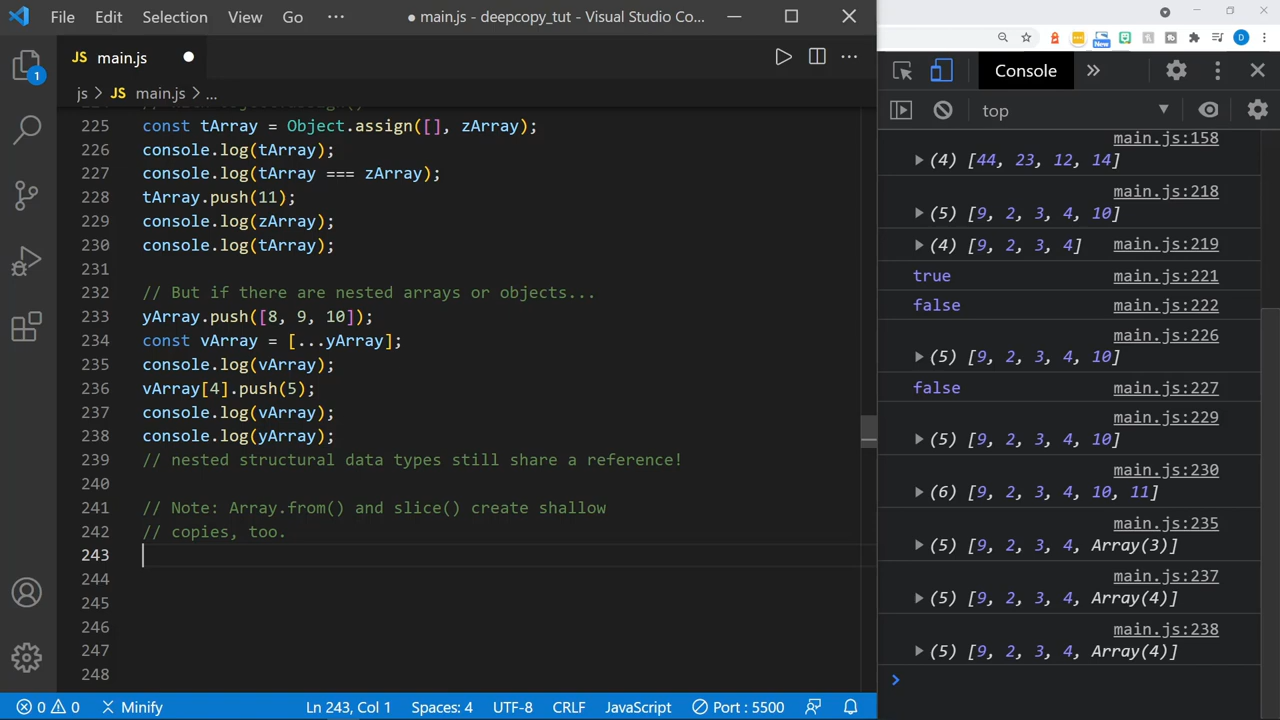 File Edit Selection View Go ··· ● main.js - deepcopy_tut - Visual Studio Co...
JS main.js ●
js > JS main.js > ...
225 const tArray = Object.assign([], zArray);
226 console.log(tArray);
227 console.log(tArray === zArray);
228 tArray.push(11);
229 console.log(zArray);
230 console.log(tArray);
231
232 // But if there are nested arrays or objects...
233 yArray.push([8, 9, 10]);
234 const vArray = [...yArray];
235 console.log(vArray);
236 vArray[4].push(5);
237 console.log(vArray);
238 console.log(yArray);
239 // nested structural data types still share a reference!
240
241 // Note: Array.from() and slice() create shallow
242 // copies, too.
243
244
245
246
247
248
1
0 0 Minify Ln 243, Col 1 Spaces: 4 UTF-8 CRLF JavaScript Port : 5500
New D
Console »
top
main.js:158
(4) [44, 23, 12, 14]
main.js:218
(5) [9, 2, 3, 4, 10]
(4) [9, 2, 3, 4] main.js:219
true main.js:221
false main.js:222
main.js:226
(5) [9, 2, 3, 4, 10]
false main.js:227
main.js:229
(5) [9, 2, 3, 4, 10]
main.js:230
(6) [9, 2, 3, 4, 10, 11]
main.js:235
(5) [9, 2, 3, 4, Array(3)]
main.js:237
(5) [9, 2, 3, 4, Array(4)]
main.js:238
(5) [9, 2, 3, 4, Array(4)]
>